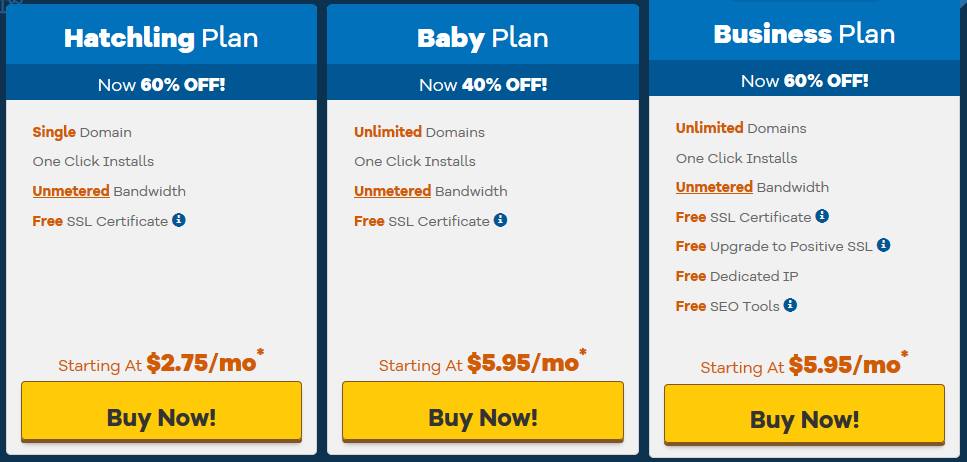 Hatchling Plan
Now 60% OFF!
Single Domain
One Click Installs
Unmetered Bandwidth
Free SSL Certificate
Starting At $2.75/mo*
Buy Now!
Baby Plan
Now 40% OFF!
Unlimited Domains
One Click Installs
Unmetered Bandwidth
Free SSL Certificate
Starting At $5.95/mo*
Buy Now!
Business Plan
Now 60% OFF!
Unlimited Domains
One Click Installs
Unmetered Bandwidth
Free SSL Certificate
Free Upgrade to Positive SSL
Free Dedicated IP
Free SEO Tools
Starting At $5.95/mo*
Buy Now!